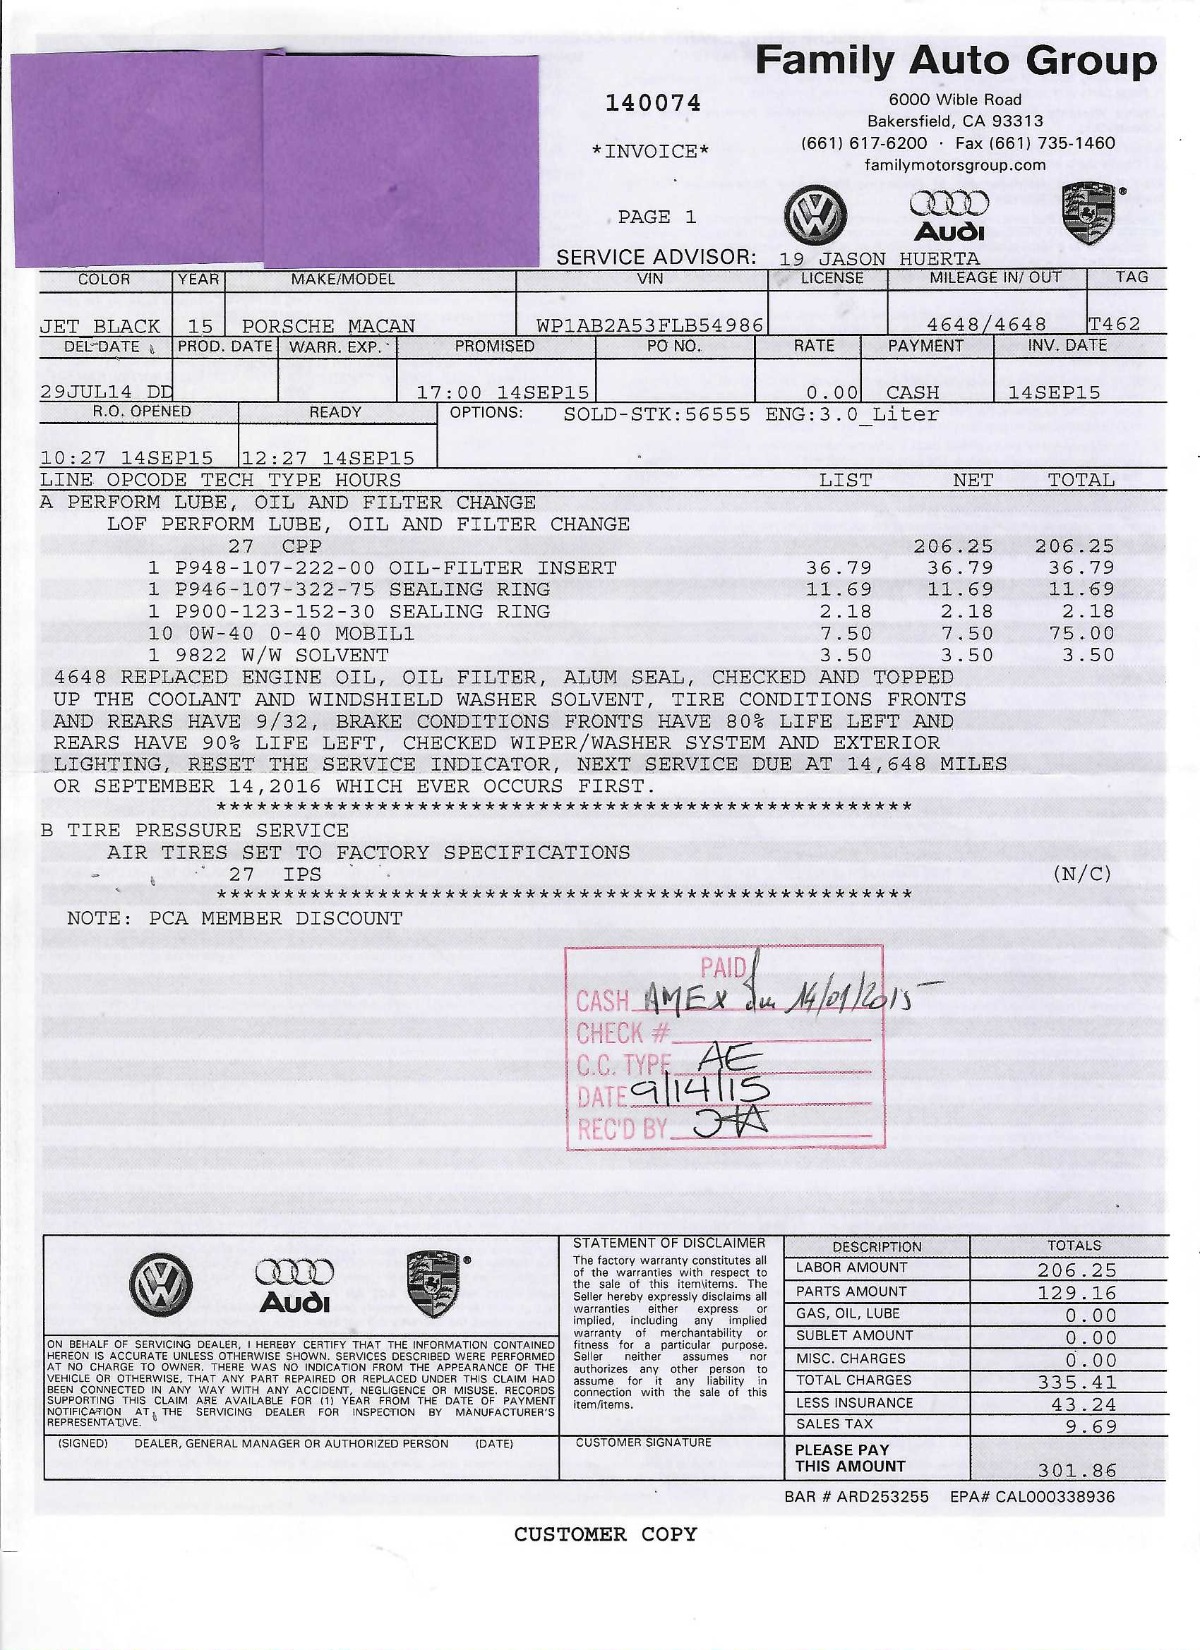 Family Auto Group
140074
6000 Wible Road
Bakersfield, CA 93313
*INVOICE*
(661) 617-6200 · Fax (661) 735-1460
familymotorsgroup.com
PAGE 1
Audi
SERVICE ADVISOR: 19 JASON HUERTA
COLOR YEAR MAKE/MODEL VIN LICENSE MILEAGE IN/ OUT TAG
JET BLACK 15 PORSCHE MACAN WP1AB2A53FLB54986 4648/4648 T462
DEL DATE PROD. DATE WARR. EXP. PROMISED PO NO. RATE PAYMENT INV. DATE
29JUL14 DD 17:00 14SEP15 0.00 CASH 14SEP15
R.O. OPENED READY OPTIONS: SOLD-STK:56555 ENG:3.0_Liter
10:27 14SEP15 12:27 14SEP15
LINE OPCODE TECH TYPE HOURS LIST NET TOTAL
A PERFORM LUBE, OIL AND FILTER CHANGE
LOF PERFORM LUBE, OIL AND FILTER CHANGE
27 CPP 206.25 206.25
1 P948-107-222-00 OIL-FILTER INSERT 36.79 36.79 36.79
1 P946-107-322-75 SEALING RING 11.69 11.69 11.69
1 P900-123-152-30 SEALING RING 2.18 2.18 2.18
10 0W-40 0-40 MOBIL1 7.50 7.50 75.00
1 9822 W/W SOLVENT 3.50 3.50 3.50
4648 REPLACED ENGINE OIL, OIL FILTER, ALUM SEAL, CHECKED AND TOPPED
UP THE COOLANT AND WINDSHIELD WASHER SOLVENT, TIRE CONDITIONS FRONTS
AND REARS HAVE 9/32, BRAKE CONDITIONS FRONTS HAVE 80% LIFE LEFT AND
REARS HAVE 90% LIFE LEFT, CHECKED WIPER/WASHER SYSTEM AND EXTERIOR
LIGHTING, RESET THE SERVICE INDICATOR, NEXT SERVICE DUE AT 14,648 MILES
OR SEPTEMBER 14,2016 WHICH EVER OCCURS FIRST.
****************************************************
B TIRE PRESSURE SERVICE
AIR TIRES SET TO FACTORY SPECIFICATIONS
27 IPS (N/C)
****************************************************
NOTE: PCA MEMBER DISCOUNT
PAID
CASH AMEX 14/09/2015
CHECK #
C.C. TYPE AE
DATE 9/14/15
REC'D BY
Audi
ON BEHALF OF SERVICING DEALER, I HEREBY CERTIFY THAT THE INFORMATION CONTAINED
HEREON IS ACCURATE UNLESS OTHERWISE SHOWN. SERVICES DESCRIBED WERE PERFORMED
AT NO CHARGE TO OWNER. THERE WAS NO INDICATION FROM THE APPEARANCE OF THE
VEHICLE OR OTHERWISE, THAT ANY PART REPAIRED OR REPLACED UNDER THIS CLAIM HAD
BEEN CONNECTED IN ANY WAY WITH ANY ACCIDENT, NEGLIGENCE OR MISUSE. RECORDS
SUPPORTING THIS CLAIM ARE AVAILABLE FOR (1) YEAR FROM THE DATE OF PAYMENT
NOTIFICATION AT THE SERVICING DEALER FOR INSPECTION BY MANUFACTURER'S
REPRESENTATIVE.
(SIGNED) DEALER, GENERAL MANAGER OR AUTHORIZED PERSON (DATE)
STATEMENT OF DISCLAIMER
The factory warranty constitutes all
of the warranties with respect to
the sale of this item\items. The
Seller hereby expressly disclaims all
warranties either express or
implied, including any implied
warranty of merchantability or
fitness for a particular purpose.
Seller neither assumes nor
authorizes any other person to
assume for it any liability in
connection with the sale of this
item/items.
CUSTOMER SIGNATURE
DESCRIPTION TOTALS
LABOR AMOUNT 206.25
PARTS AMOUNT 129.16
GAS, OIL, LUBE 0.00
SUBLET AMOUNT 0.00
MISC. CHARGES 0.00
TOTAL CHARGES 335.41
LESS INSURANCE 43.24
SALES TAX 9.69
PLEASE PAY
THIS AMOUNT 301.86
BAR # ARD253255 EPA# CAL000338936
CUSTOMER COPY